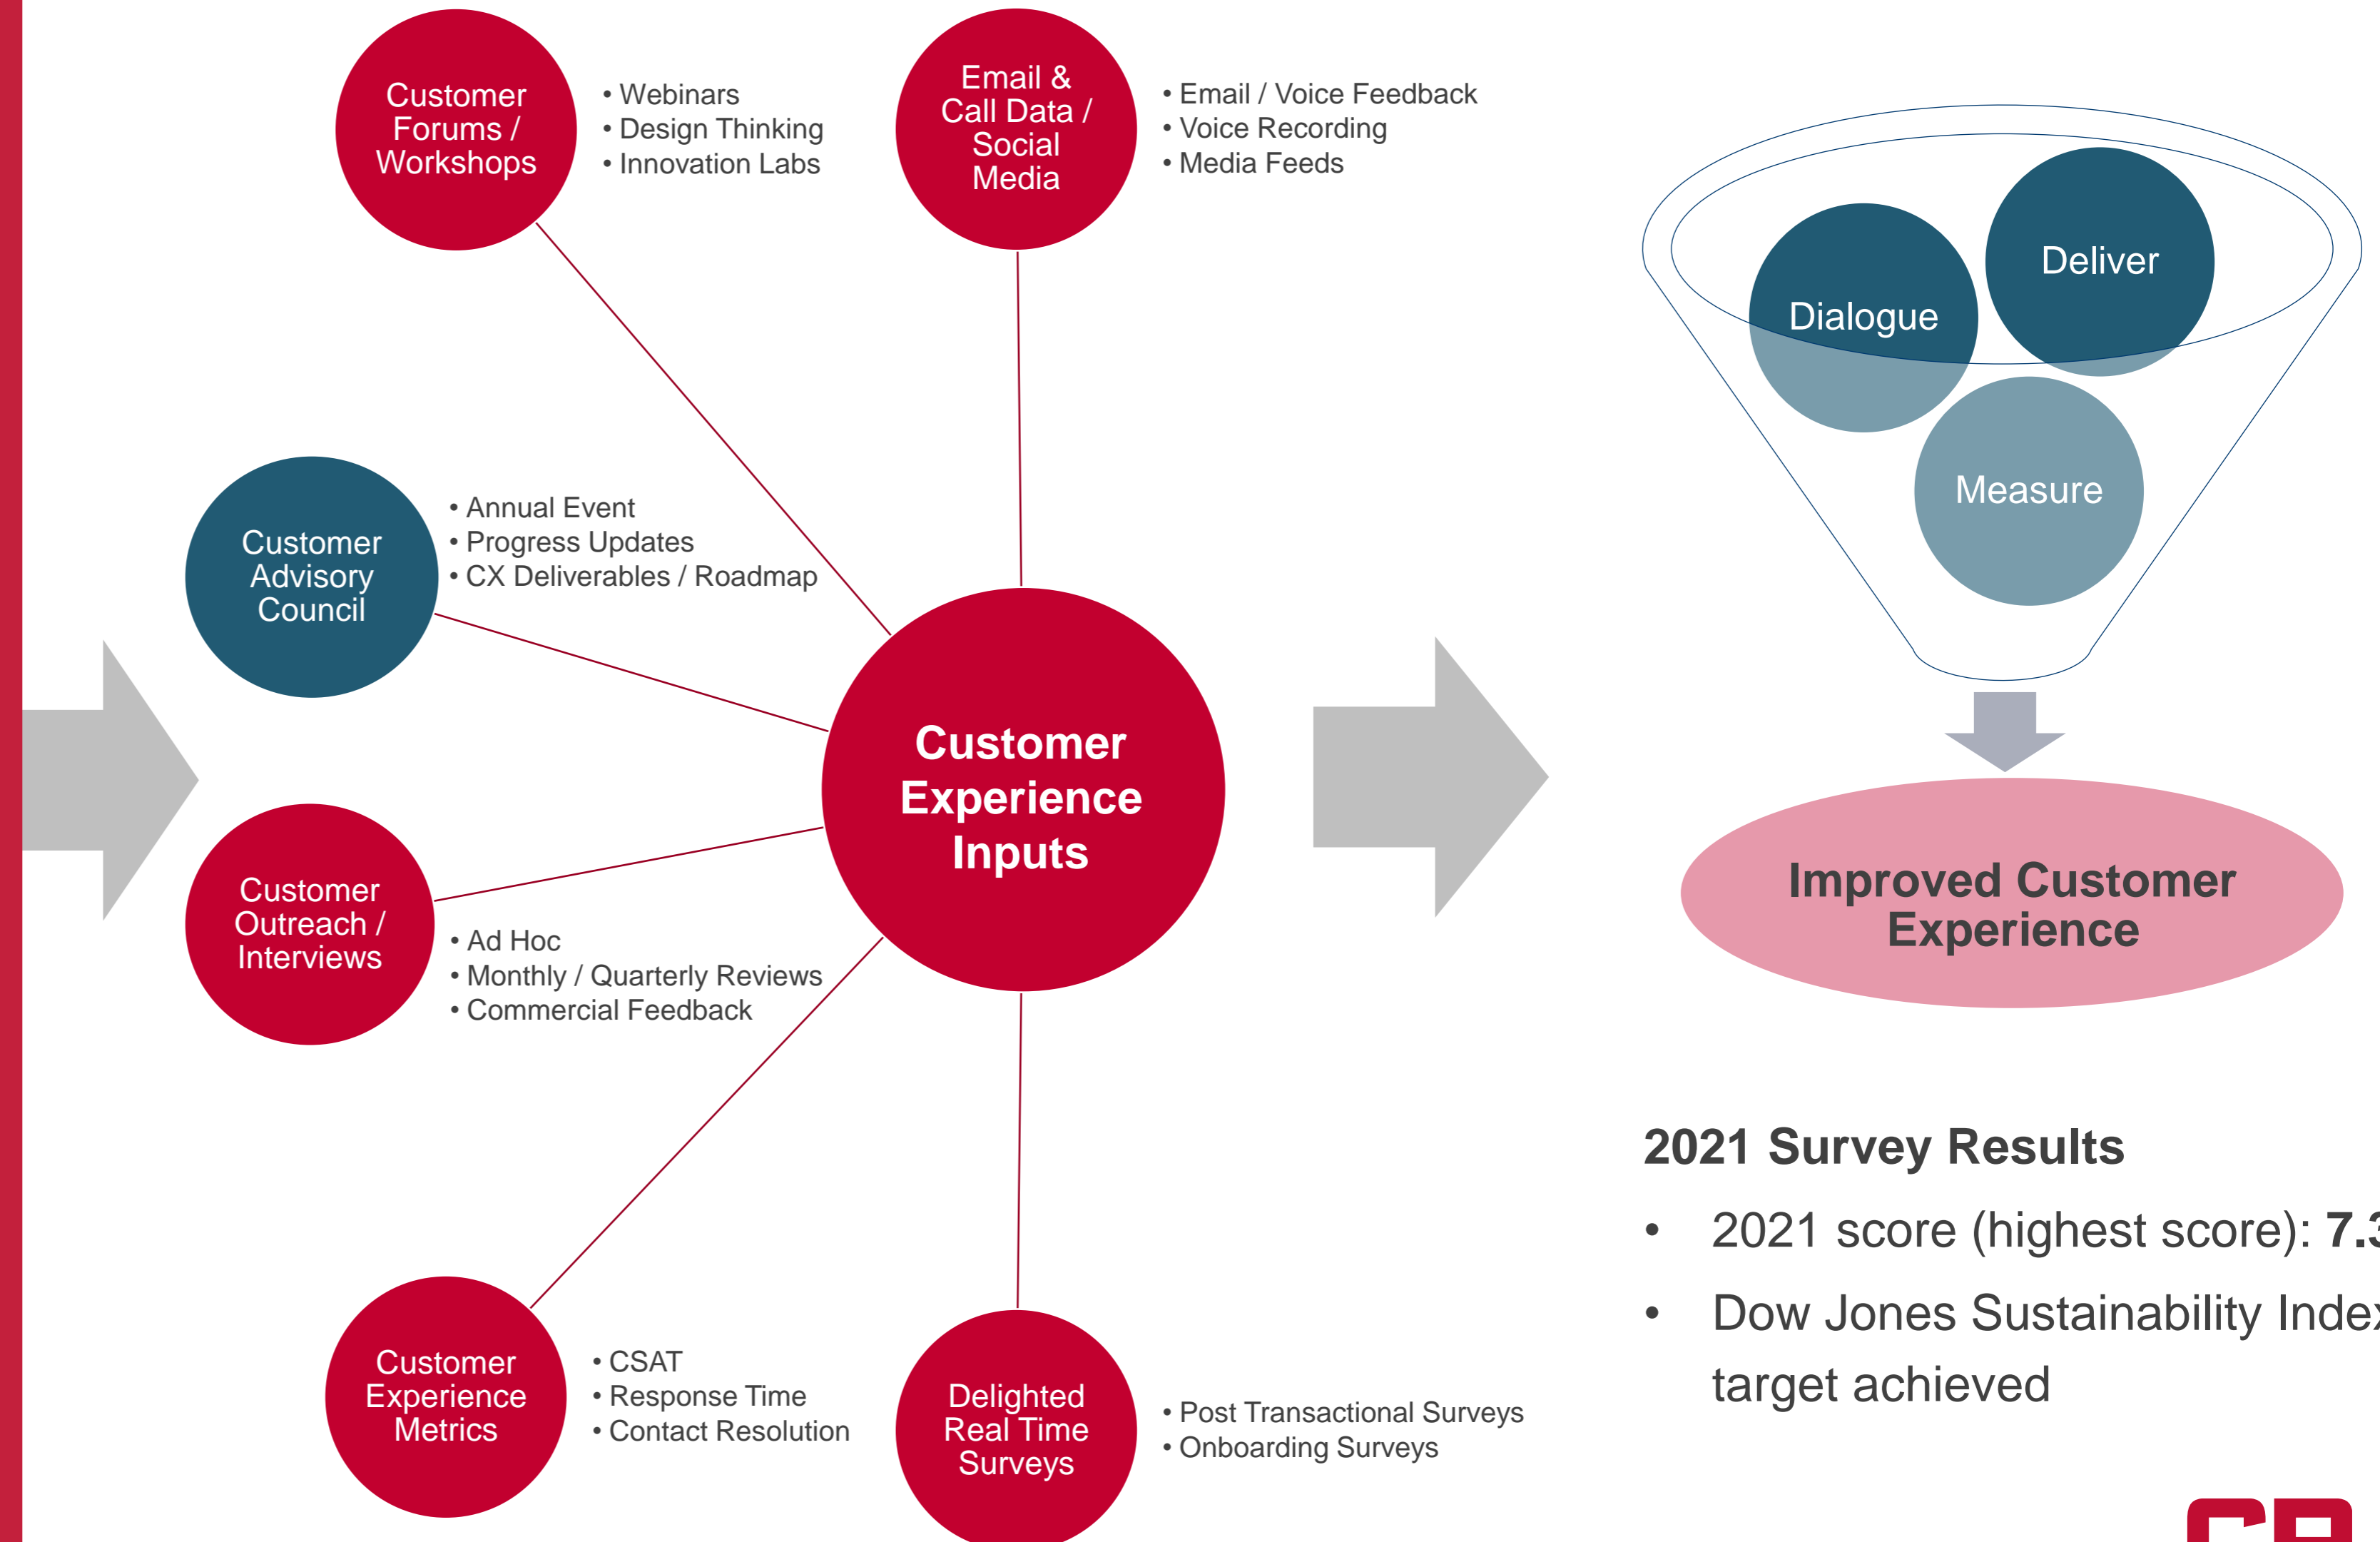 Customer
Forums /
Workshops
• Webinars
• Design Thinking
• Innovation Labs
Email &
Call Data /
Social
Media
• Email / Voice Feedback
• Voice Recording
• Media Feeds
Customer
Advisory
Council
• Annual Event
• Progress Updates
• CX Deliverables / Roadmap
Customer
Outreach /
Interviews
• Ad Hoc
• Monthly / Quarterly Reviews
• Commercial Feedback
Customer
Experience
Inputs
Customer
Experience
Metrics
• CSAT
• Response Time
• Contact Resolution
Delighted
Real Time
Surveys
• Post Transactional Surveys
• Onboarding Surveys
Deliver
Dialogue
Measure
Improved Customer
Experience
2021 Survey Results
• 2021 score (highest score): 7.3
• Dow Jones Sustainability Index
target achieved